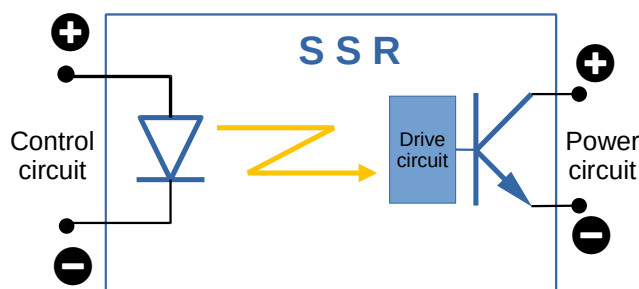 S S R
Control
circuit
Drive
circuit
Power
circuit